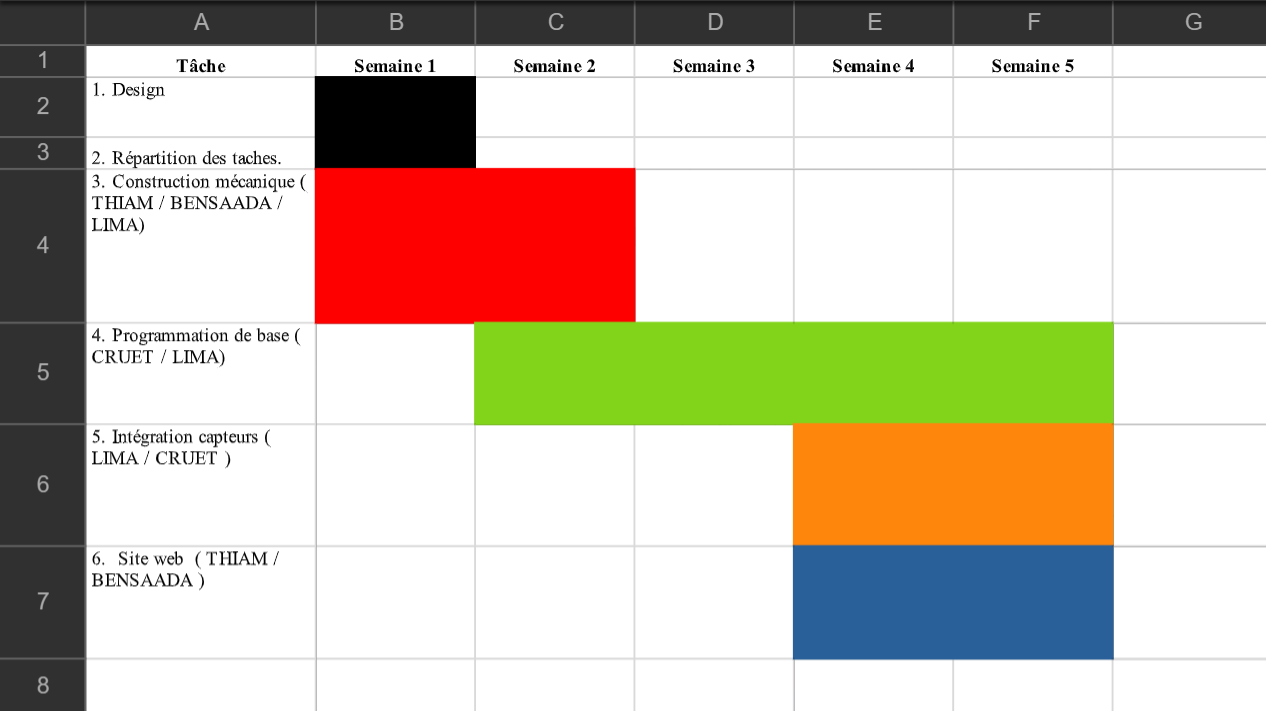 A B C D E F G
1 Tâche Semaine 1 Semaine 2 Semaine 3 Semaine 4 Semaine 5
2 1. Design
3 2. Répartition des taches.
3. Construction mécanique (
THIAM / BENSAADA /
LIMA)
4
4. Programmation de base (
CRUET / LIMA)
5
5. Intégration capteurs (
LIMA / CRUET )
6
6. Site web ( THIAM /
BENSAADA )
7
8